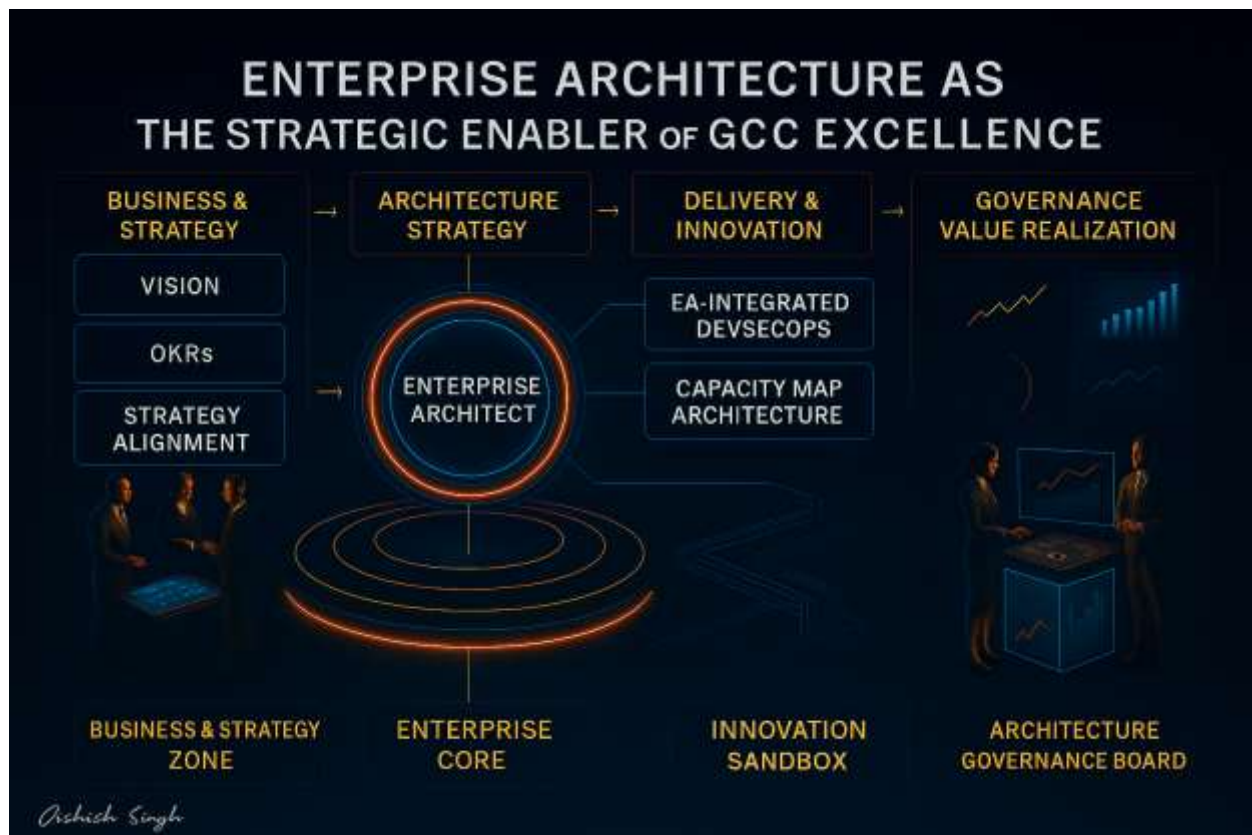 ENTERPRISE ARCHITECTURE AS
THE STRATEGIC ENABLER OF GCC EXCELLENCE
BUSINESS &
STRATEGY
→
ARCHITECTURE
STRATEGY
→
DELIVERY &
INNOVATION
→
GOVERNANCE
VALUE REALIZATION
VISION
OKRs
STRATEGY
ALIGNMENT
→
ENTERPRISE
ARCHITECT
EA-INTEGRATED
DEVSECOPS
CAPACITY MAP
ARCHITECTURE
BUSINESS & STRATEGY
ZONE
ENTERPRISE
CORE
INNOVATION
SANDBOX
ARCHITECTURE
GOVERNANCE BOARD
Oishish Singh